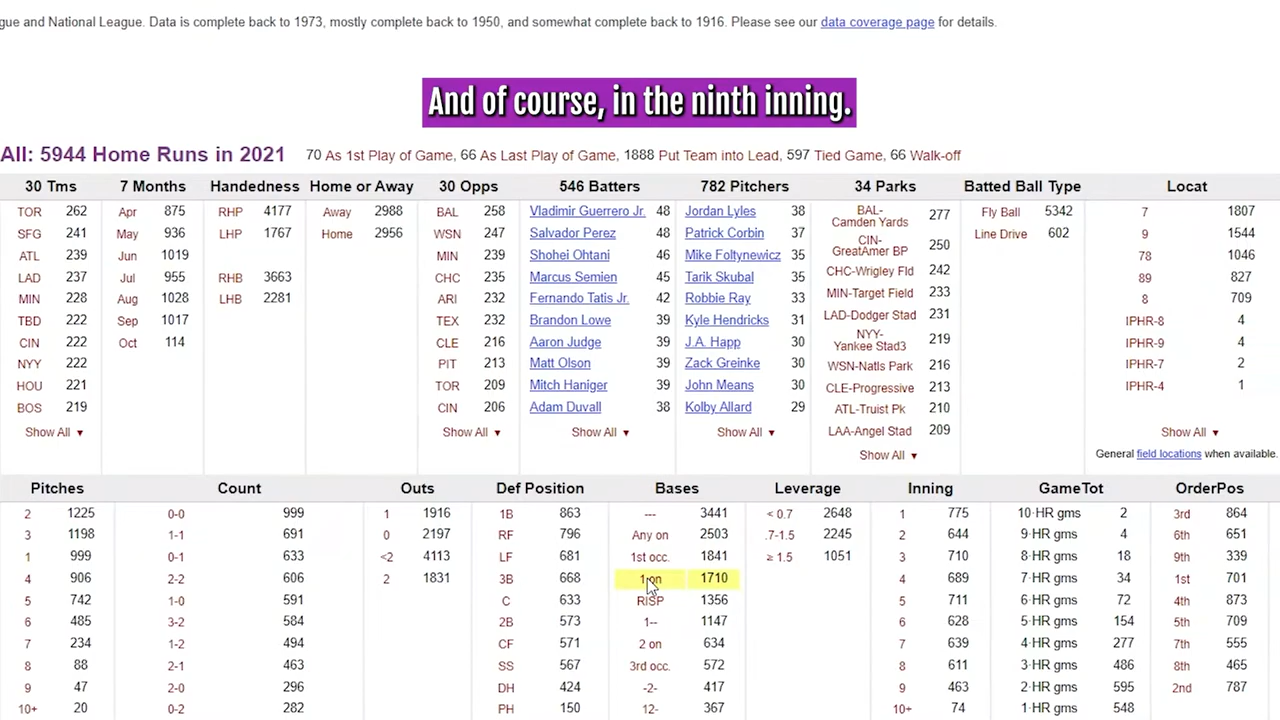 gue and National League. Data is complete back to 1973, mostly complete back to 1950, and somewhat complete back to 1916. Please see our data coverage page for details.
And of course, in the ninth inning.
All: 5944 Home Runs in 2021 70 As 1st Play of Game, 66 As Last Play of Game, 1888 Put Team into Lead, 597 Tied Game, 66 Walk-off
30 Tms 7 Months Handedness Home or Away 30 Opps 546 Batters 782 Pitchers 34 Parks Batted Ball Type Locat
TOR 262 Apr 875 RHP 4177 Away 2988 BAL 258 Vladimir Guerrero Jr. 48 Jordan Lyles 38 BAL-Camden Yards 277 Fly Ball 5342 7 1807
SFG 241 May 936 LHP 1767 Home 2956 WSN 247 Salvador Perez 48 Patrick Corbin 37 CIN-GreatAmer BP 250 Line Drive 602 9 1544
ATL 239 Jun 1019 MIN 239 Shohei Ohtani 46 Mike Foltynewicz 35 CHC-Wrigley Fld 242 78 1046
LAD 237 Jul 955 RHB 3663 CHC 235 Marcus Semien 45 Tarik Skubal 35 MIN-Target Field 233 89 827
MIN 228 Aug 1028 LHB 2281 ARI 232 Fernando Tatis Jr. 42 Robbie Ray 33 LAD-Dodger Stad 231 8 709
TBD 222 Sep 1017 TEX 232 Brandon Lowe 39 Kyle Hendricks 31 NYY-Yankee Stad3 219 IPHR-8 4
CIN 222 Oct 114 CLE 216 Aaron Judge 39 J.A. Happ 30 WSN-Natls Park 216 IPHR-9 4
NYY 222 PIT 213 Matt Olson 39 Zack Greinke 30 CLE-Progressive 213 IPHR-7 2
HOU 221 TOR 209 Mitch Haniger 39 John Means 30 ATL-Truist Pk 210 IPHR-4 1
BOS 219 CIN 206 Adam Duvall 38 Kolby Allard 29 LAA-Angel Stad 209
Show All ▼ Show All ▼ Show All ▼ Show All ▼ Show All ▼ Show All ▼
General field locations when available.
Pitches Count Outs Def Position Bases Leverage Inning GameTot OrderPos
2 1225 0-0 999 1 1916 1B 863 --- 3441 < 0.7 2648 1 775 10·HR gms 2 3rd 864
3 1198 1-1 691 0 2197 RF 796 Any on 2503 .7-1.5 2245 2 644 9·HR gms 4 6th 651
1 999 0-1 633 <2 4113 LF 681 1st occ. 1841 ≥ 1.5 1051 3 710 8·HR gms 18 9th 339
4 906 2-2 606 2 1831 3B 668 1 on 1710 4 689 7·HR gms 34 1st 701
5 742 1-0 591 C 633 RISP 1356 5 711 6·HR gms 72 4th 873
6 485 3-2 584 2B 573 1-- 1147 6 628 5·HR gms 154 5th 709
7 234 1-2 494 CF 571 2 on 634 7 639 4·HR gms 277 7th 555
8 88 2-1 463 SS 567 3rd occ. 572 8 611 3·HR gms 486 8th 465
9 47 2-0 296 DH 424 -2- 417 9 463 2·HR gms 595 2nd 787
10+ 20 0-2 282 PH 150 12- 367 10+ 74 1·HR gms 548